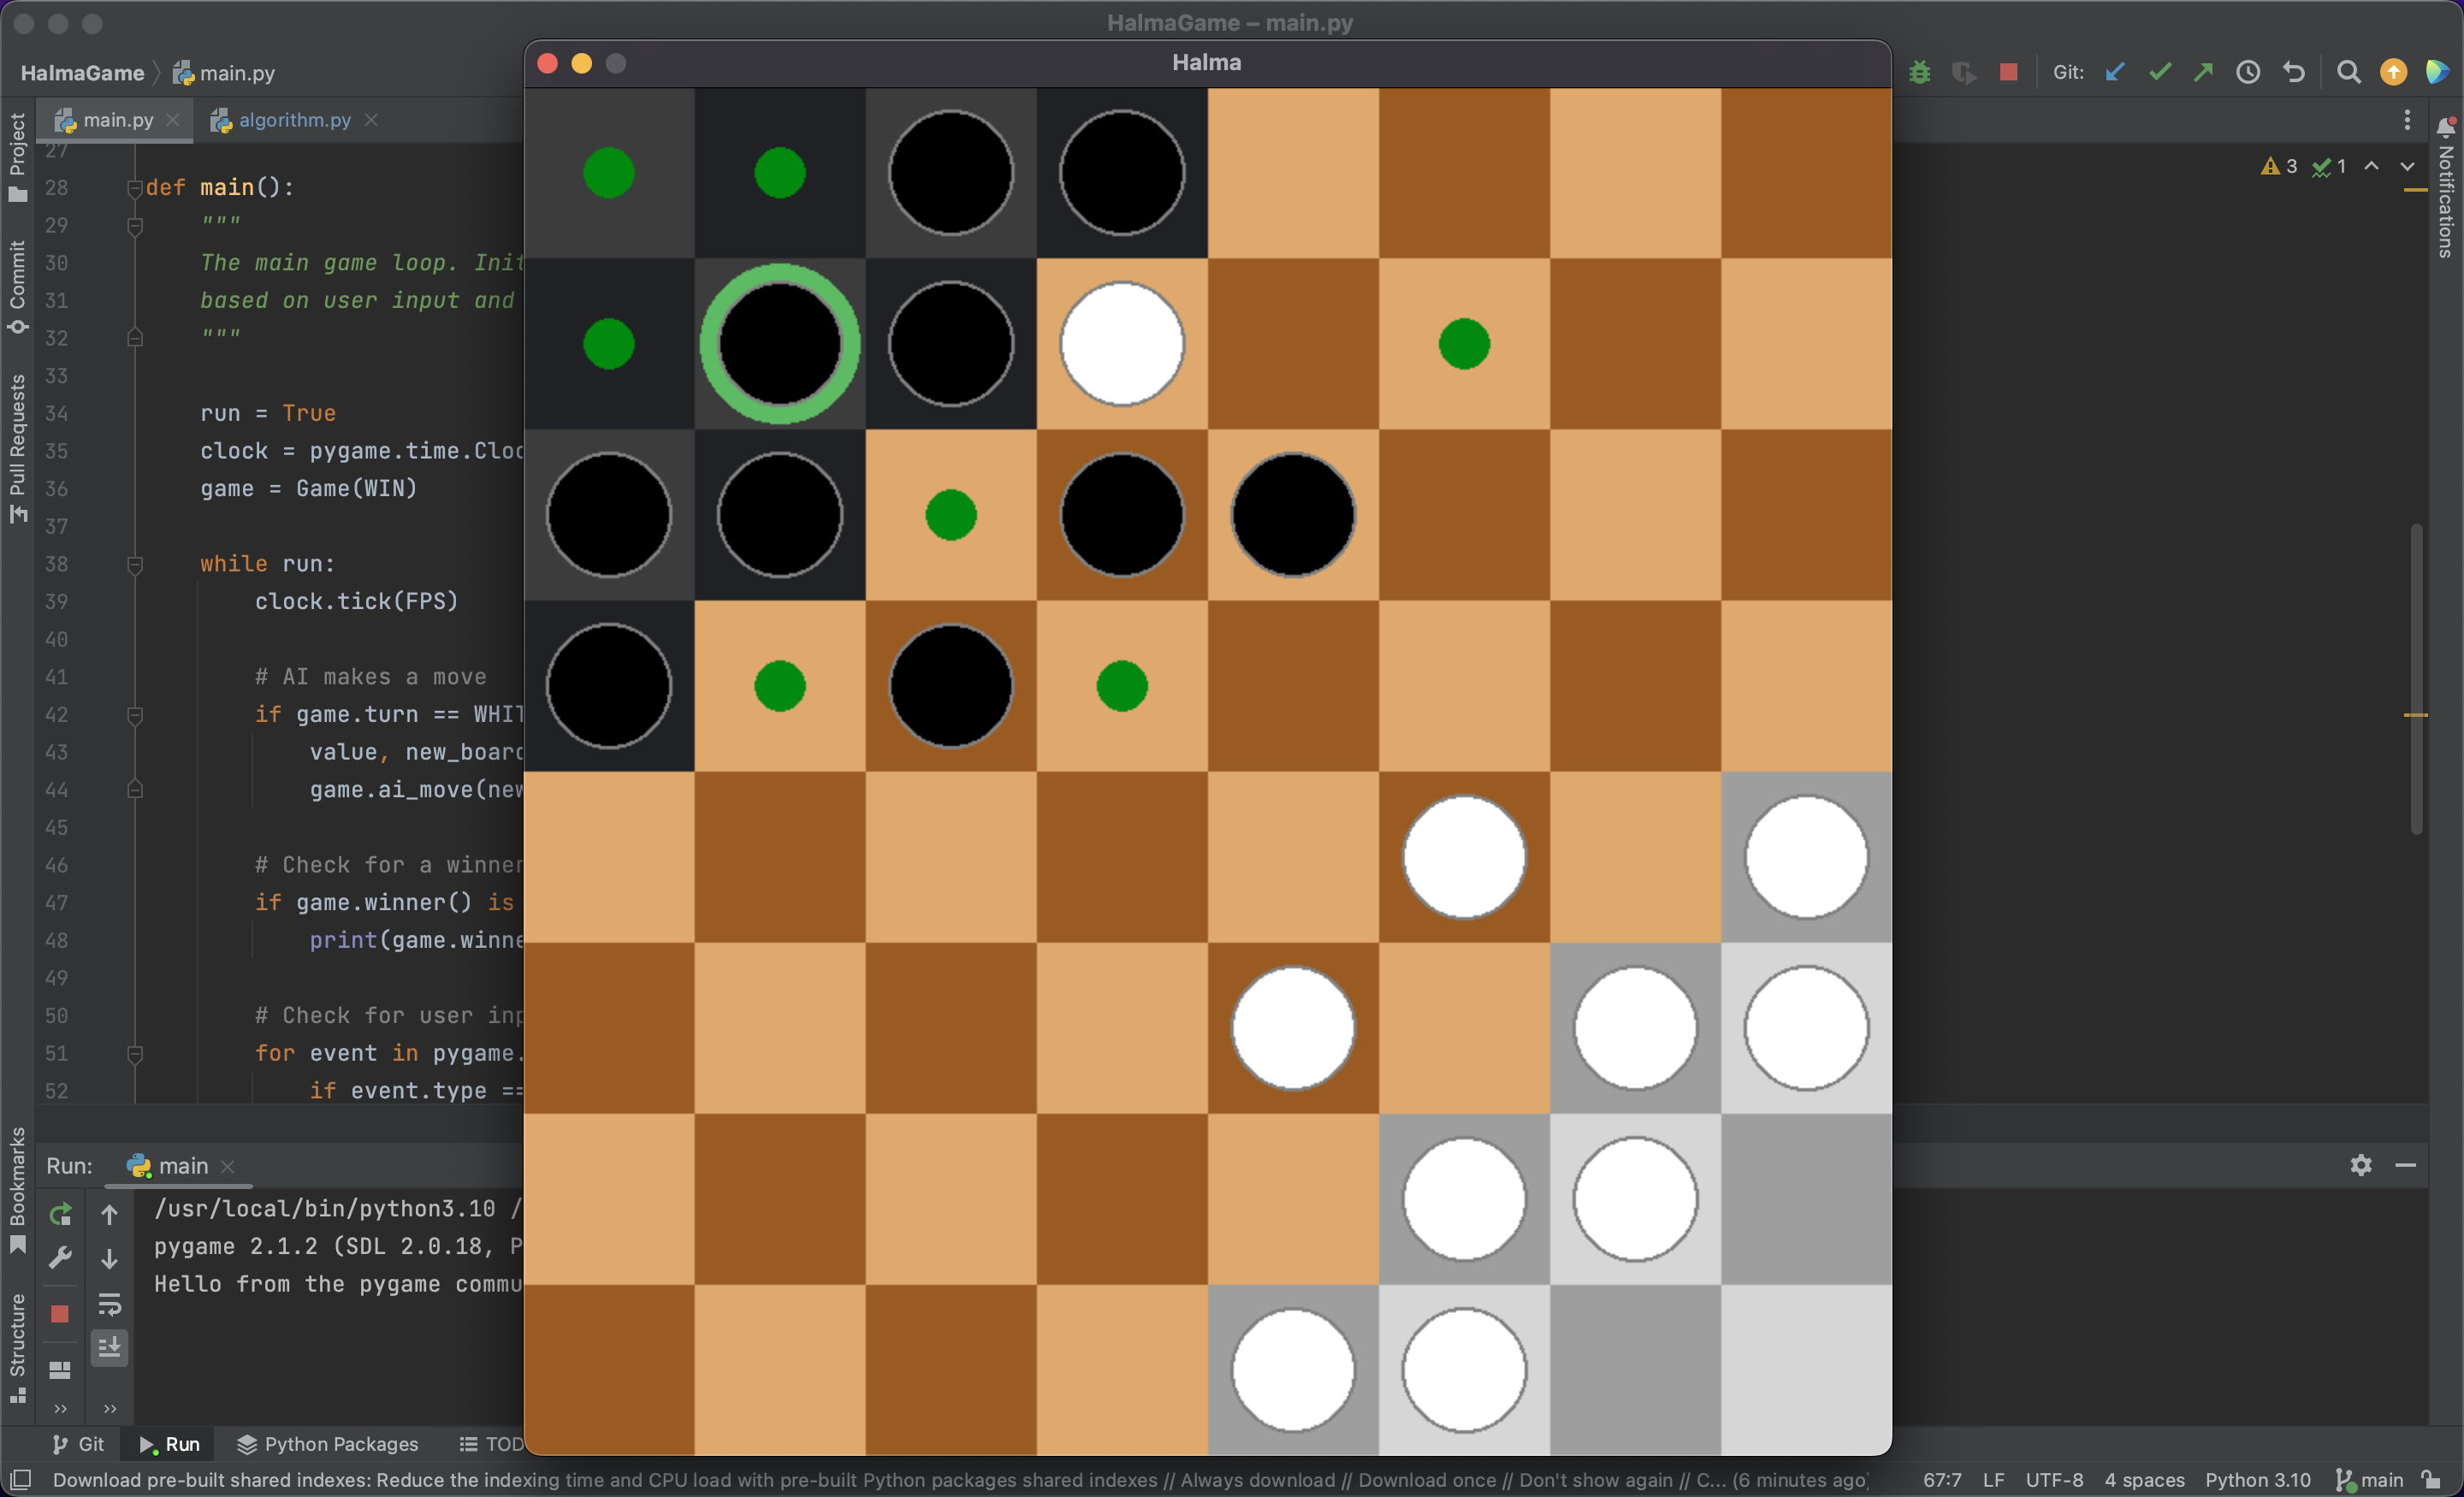 HalmaGame – main.py
HalmaGame
main.py
Halma
Git:
main.py
algorithm.py
Project
Commit
Pull Requests
Bookmarks
Structure
Notifications
3
1
27
28 def main():
29 """
30 The main game loop. Init
31 based on user input and
32 """
33
34 run = True
35 clock = pygame.time.Cloc
36 game = Game(WIN)
37
38 while run:
39 clock.tick(FPS)
40
41 # AI makes a move
42 if game.turn == WHIT
43 value, new_board
44 game.ai_move(new
45
46 # Check for a winner
47 if game.winner() is
48 print(game.winne
49
50 # Check for user inp
51 for event in pygame.
52 if event.type ==
Run:
main
/usr/local/bin/python3.10 /
pygame 2.1.2 (SDL 2.0.18, P
Hello from the pygame commu
Git
Run
Python Packages
TOD
Download pre-built shared indexes: Reduce the indexing time and CPU load with pre-built Python packages shared indexes // Always download // Download once // Don't show again // C... (6 minutes ago)
67:7
LF
UTF-8
4 spaces
Python 3.10
main